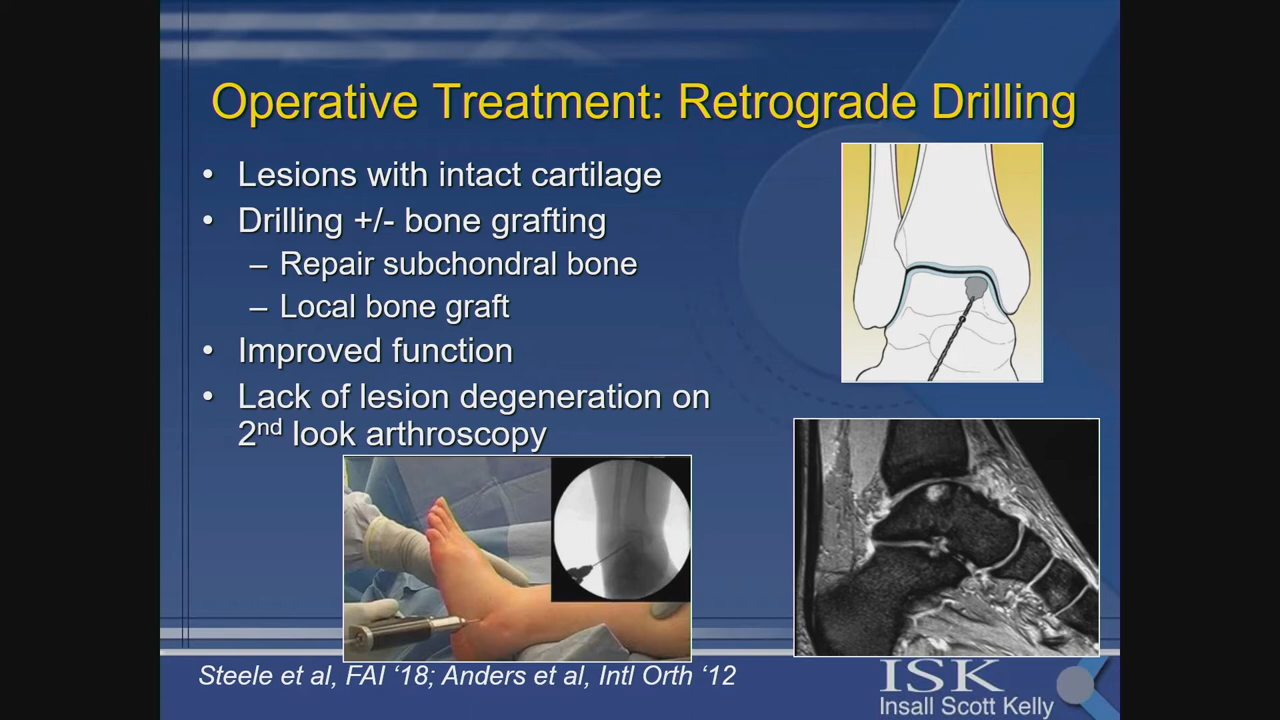 Operative Treatment: Retrograde Drilling
• Lesions with intact cartilage
• Drilling +/- bone grafting
– Repair subchondral bone
– Local bone graft
• Improved function
• Lack of lesion degeneration on
2nd look arthroscopy
Steele et al, FAI ‘18; Anders et al, Intl Orth ‘12
ISK
Insall Scott Kelly